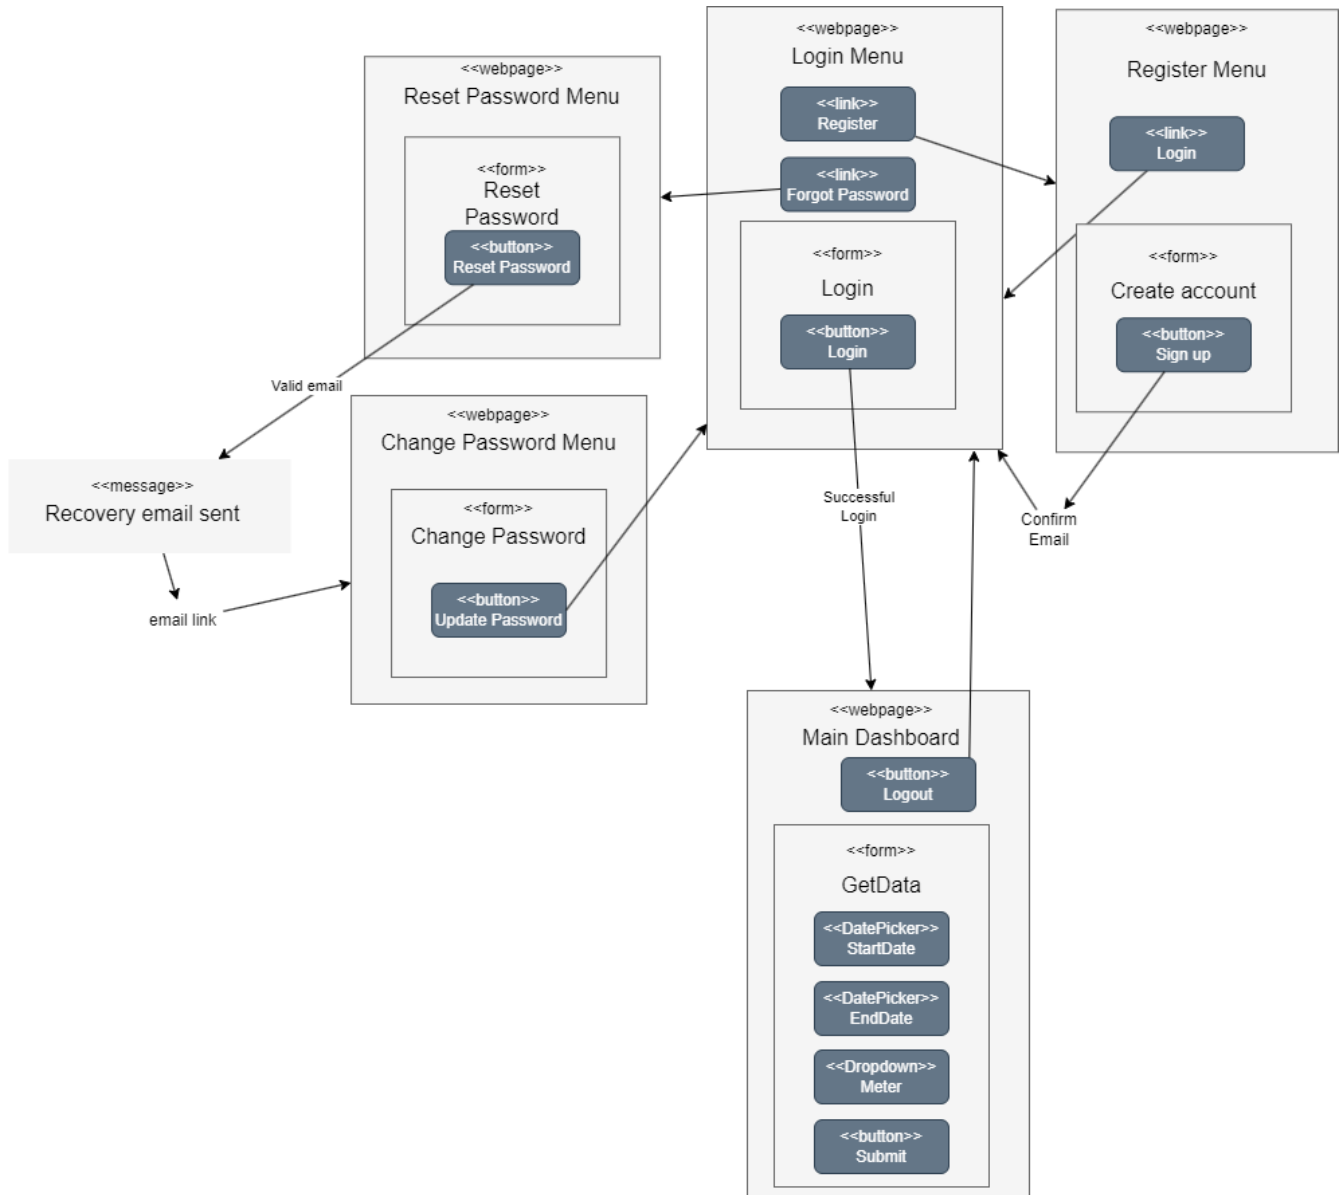 <<webpage>>
Reset Password Menu
<<form>>
Reset
Password
<<button>>
Reset Password
Valid email
<<message>>
Recovery email sent
email link
<<webpage>>
Change Password Menu
<<form>>
Change Password
<<button>>
Update Password
<<webpage>>
Login Menu
<<link>>
Register
<<link>>
Forgot Password
<<form>>
Login
<<button>>
Login
Successful
Login
<<webpage>>
Register Menu
<<link>>
Login
<<form>>
Create account
<<button>>
Sign up
Confirm
Email
<<webpage>>
Main Dashboard
<<button>>
Logout
<<form>>
GetData
<<DatePicker>>
StartDate
<<DatePicker>>
EndDate
<<Dropdown>>
Meter
<<button>>
Submit